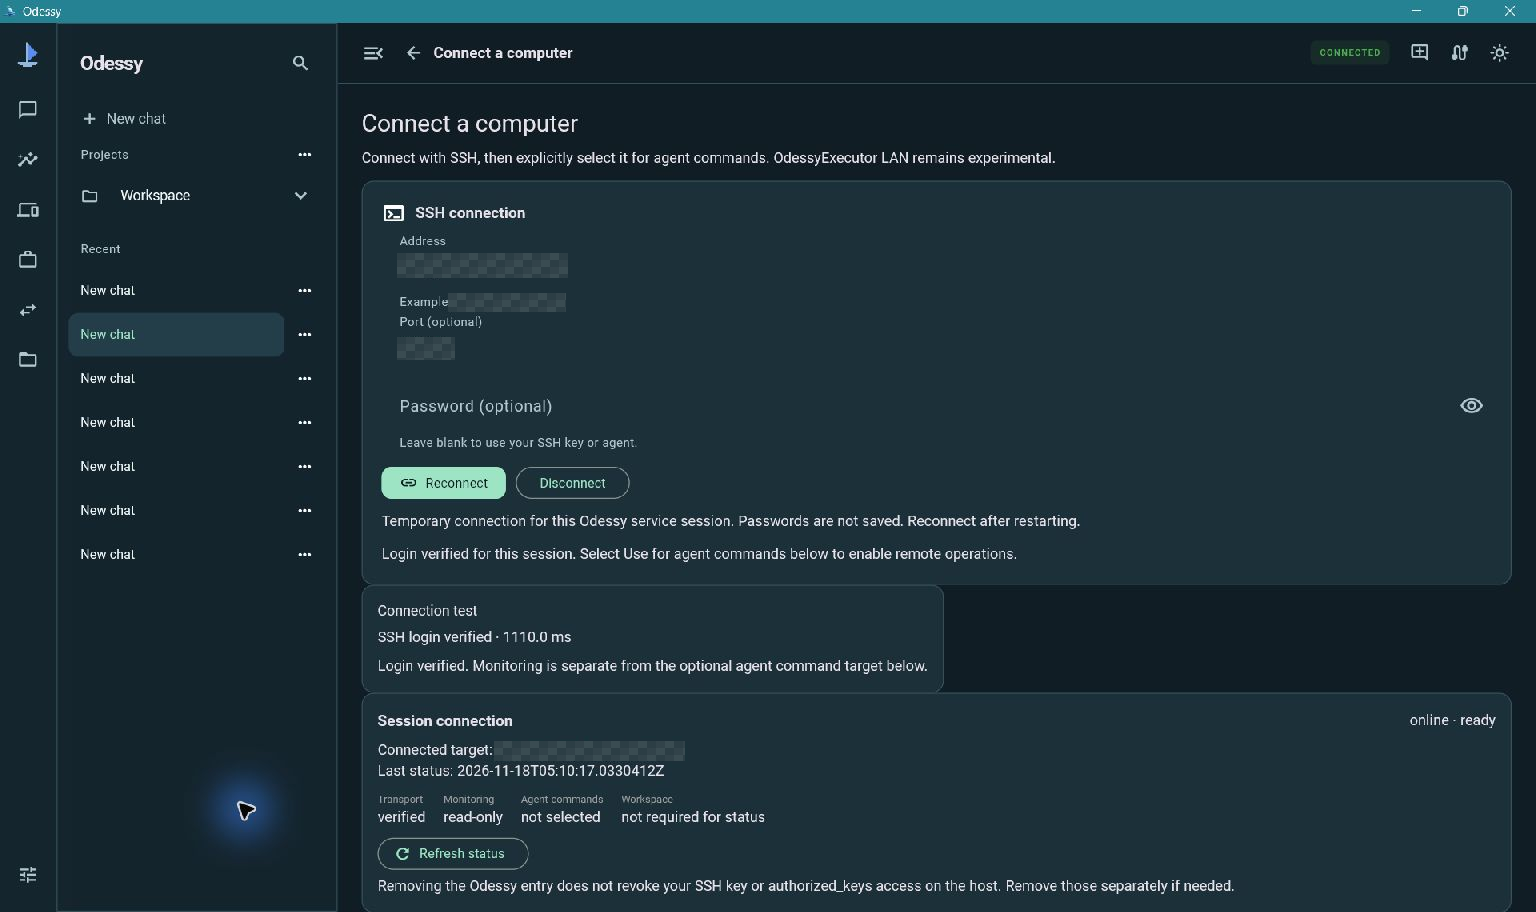 Odessy
Odessy
New chat
Projects
Workspace
Recent
New chat
New chat
New chat
New chat
New chat
New chat
New chat
Connect a computer
CONNECTED
Connect a computer
Connect with SSH, then explicitly select it for agent commands. OdessyExecutor LAN remains experimental.
SSH connection
Address
Example
Port (optional)
Password (optional)
Leave blank to use your SSH key or agent.
Reconnect
Disconnect
Temporary connection for this Odessy service session. Passwords are not saved. Reconnect after restarting.
Login verified for this session. Select Use for agent commands below to enable remote operations.
Connection test
SSH login verified · 1110.0 ms
Login verified. Monitoring is separate from the optional agent command target below.
Session connection
online · ready
Connected target:
Last status: 2026-11-18T05:10:17.0330412Z
Transport Monitoring Agent commands Workspace
verified read-only not selected not required for status
Refresh status
Removing the Odessy entry does not revoke your SSH key or authorized_keys access on the host. Remove those separately if needed.